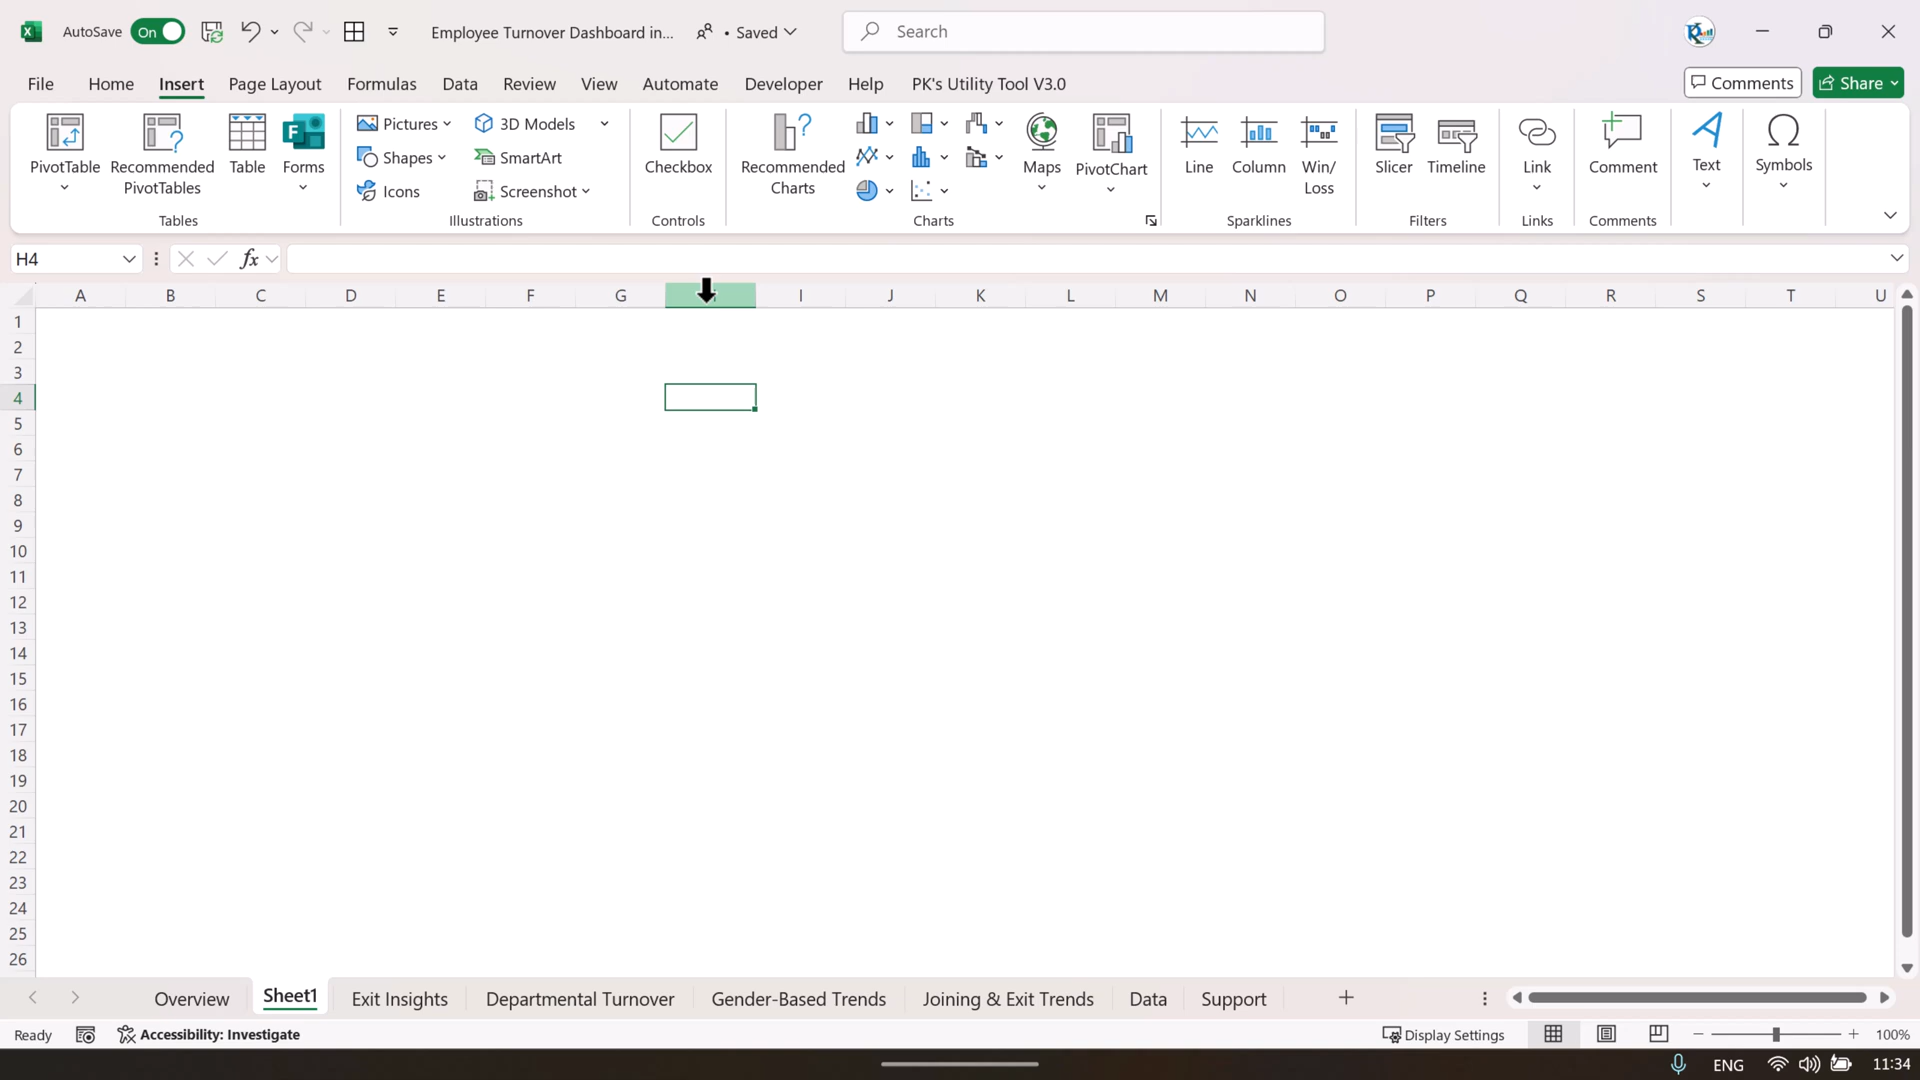 AutoSave On Employee Turnover Dashboard in... • Saved Search
File Home Insert Page Layout Formulas Data Review View Automate Developer Help PK's Utility Tool V3.0 Comments Share
PivotTable
Recommended
PivotTables
Table
Forms
Tables
Pictures
Shapes
Icons
3D Models
SmartArt
Screenshot
Illustrations
Checkbox
Controls
Recommended
Charts
Maps
PivotChart
Charts
Line
Column
Win/
Loss
Sparklines
Slicer
Timeline
Filters
Link
Links
Comment
Comments
Text
Symbols
H4 fx
A B C D E F G I J K L M N O P Q R S T U
1
2
3
4
5
6
7
8
9
10
11
12
13
14
15
16
17
18
19
20
21
22
23
24
25
26
Overview Sheet1 Exit Insights Departmental Turnover Gender-Based Trends Joining & Exit Trends Data Support
Ready Accessibility: Investigate Display Settings 100%
ENG 11:34